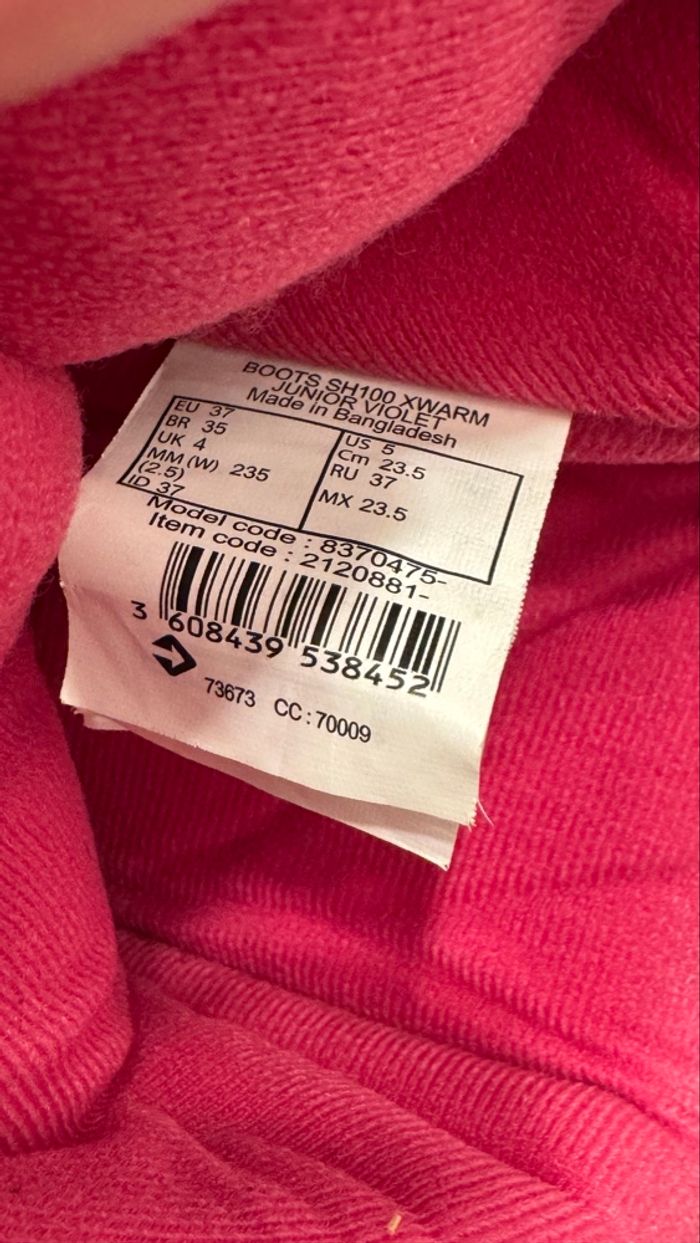 BOOTS SH100 XWARM
JUNIOR VIOLET
Made in Bangladesh
EU 37
BR 35
UK 4
MM (W) 235
(2.5)
ID 37
US 5
Cm 23.5
RU 37
MX 23.5
Model code : 8370475-
Item code : 2120881-
3 608439 538452
73673 CC:70009